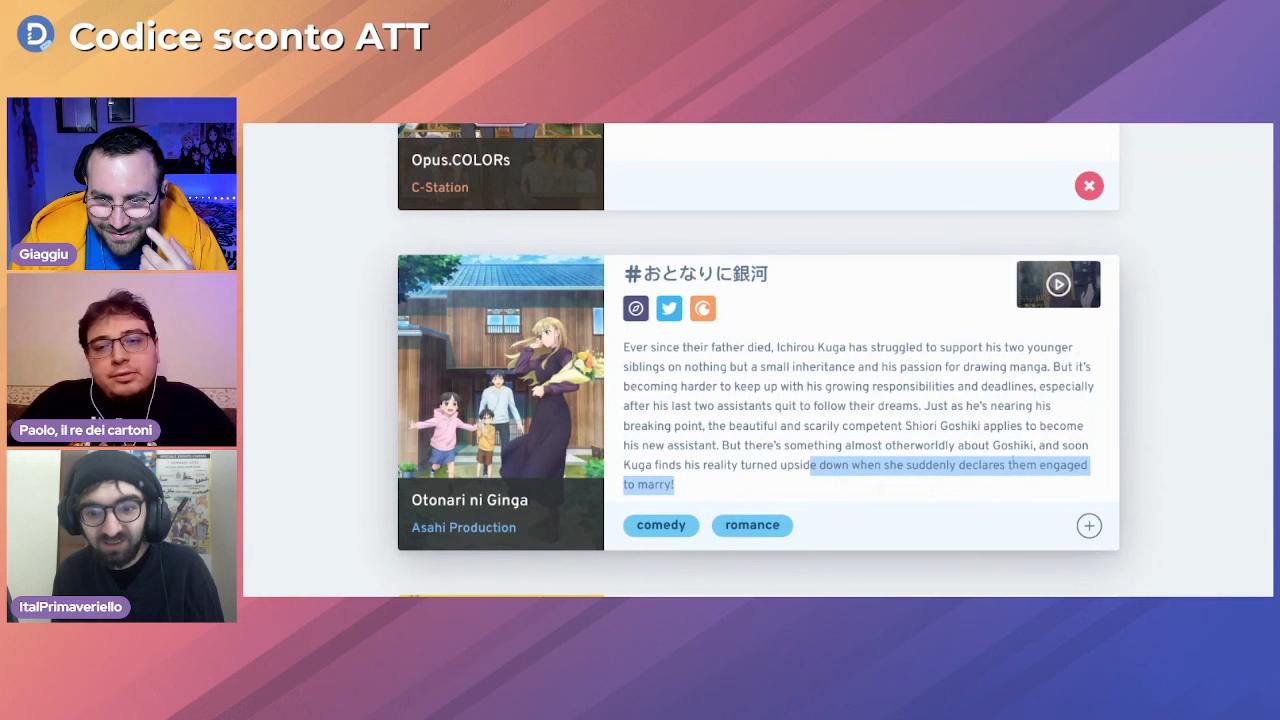 Codice sconto ATT
Giaggiu
Paolo, il re dei cartoni
ItalPrimaveriello
Opus.COLORs
C-Station
#おとなりに銀河
Ever since their father died, Ichirou Kuga has struggled to support his two younger
siblings on nothing but a small inheritance and his passion for drawing manga. But it's
becoming harder to keep up with his growing responsibilities and deadlines, especially
after his last two assistants quit to follow their dreams. Just as he's nearing his
breaking point, the beautiful and scarily competent Shiori Goshiki applies to become
his new assistant. But there's something almost otherworldly about Goshiki, and soon
Kuga finds his reality turned upside down when she suddenly declares them engaged
to marry!
Otonari ni Ginga
Asahi Production
comedy
romance